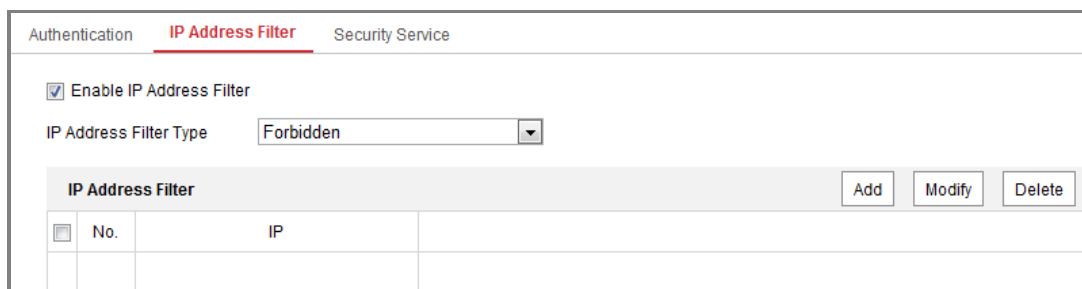 Authentication IP Address Filter Security Service
Enable IP Address Filter
IP Address Filter Type Forbidden
IP Address Filter Add Modify Delete
No. IP